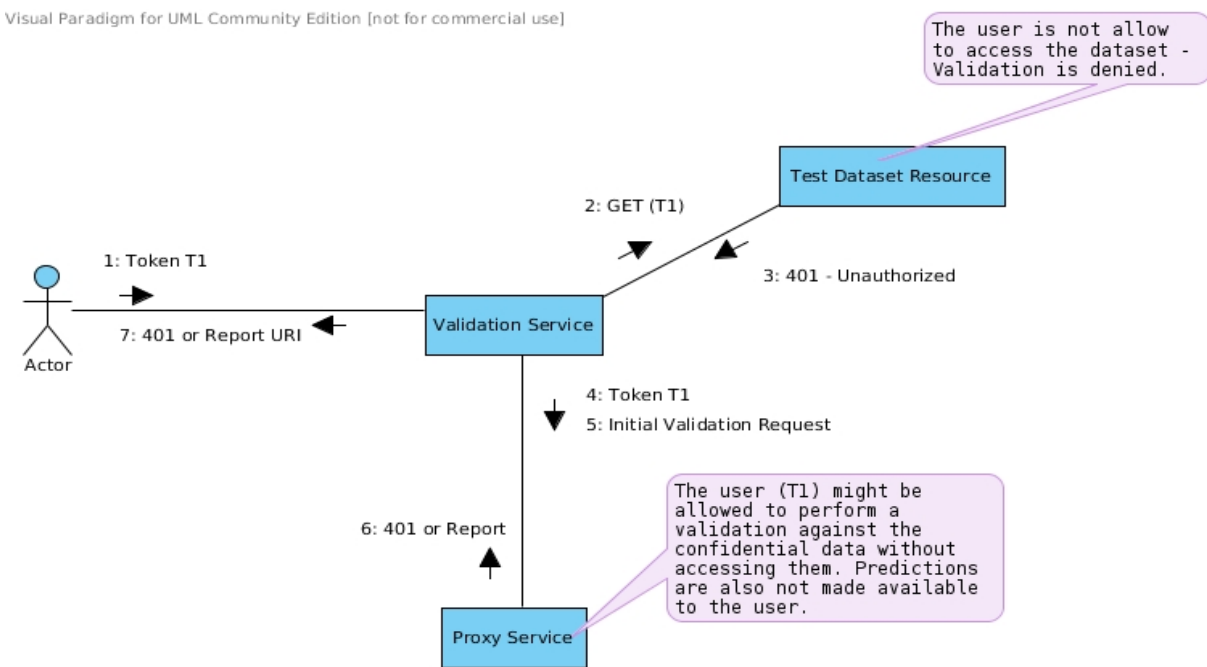 Visual Paradigm for UML Community Edition [not for commercial use]
The user is not allow
to access the dataset -
Validation is denied.
Test Dataset Resource
2: GET (T1)
1: Token T1
3: 401 - Unauthorized
Validation Service
7: 401 or Report URI
Actor
4: Token T1
5: Initial Validation Request
The user (T1) might be
allowed to perform a
validation against the
confidential data without
accessing them. Predictions
are also not made available
to the user.
6: 401 or Report
Proxy Service